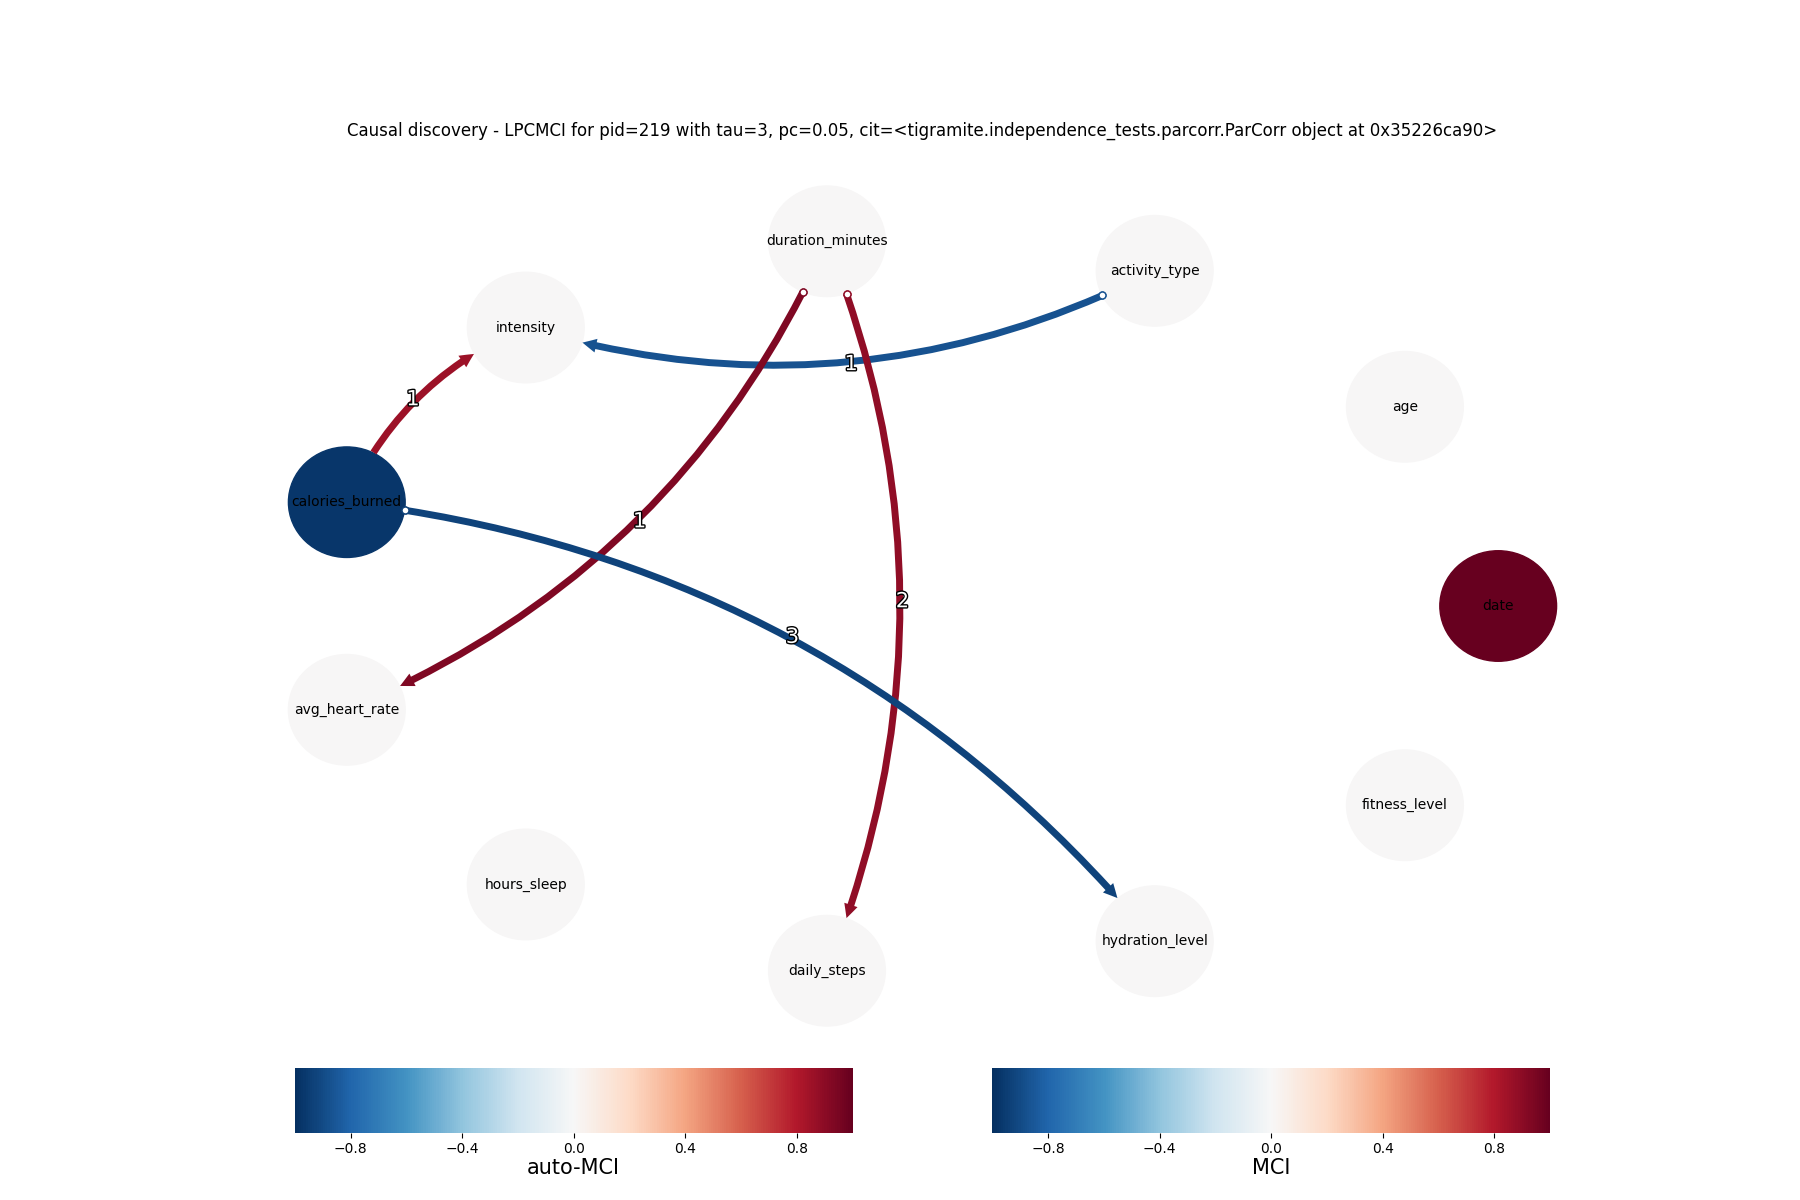 Causal discovery - LPCMCI for pid=219 with tau=3, pc=0.05, cit=<tigramite.independence_tests.parcorr.ParCorr object at 0x35226ca90>
duration_minutes
activity_type
intensity
1
1
age
calories_burned
1
2
date
3
avg_heart_rate
fitness_level
hours_sleep
hydration_level
daily_steps
−0.8 −0.4 0.0 0.4 0.8
auto-MCI
−0.8 −0.4 0.0 0.4 0.8
MCI